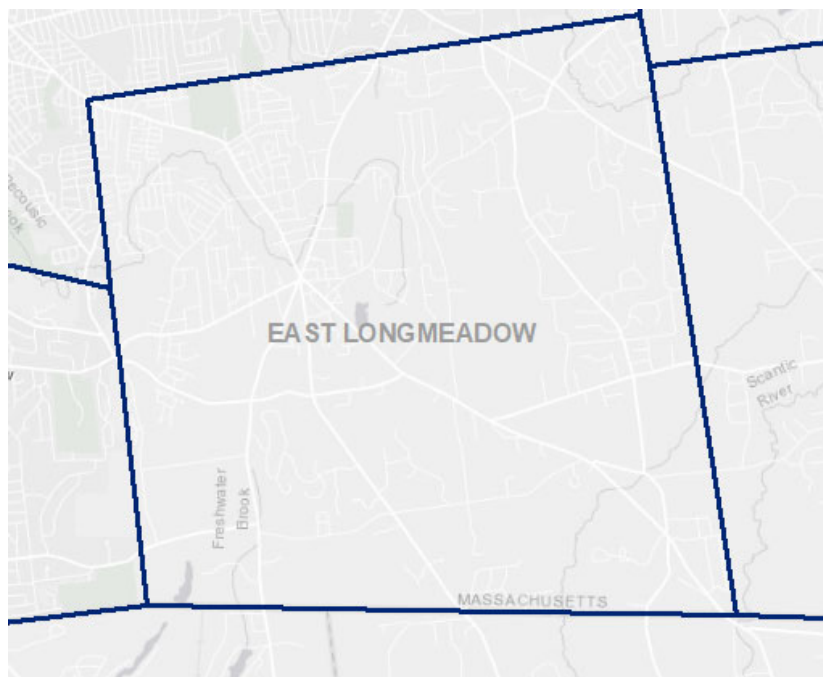 EAST LONGMEADOW
Scantic
River
Freshwater
Brook
MASSACHUSETTS